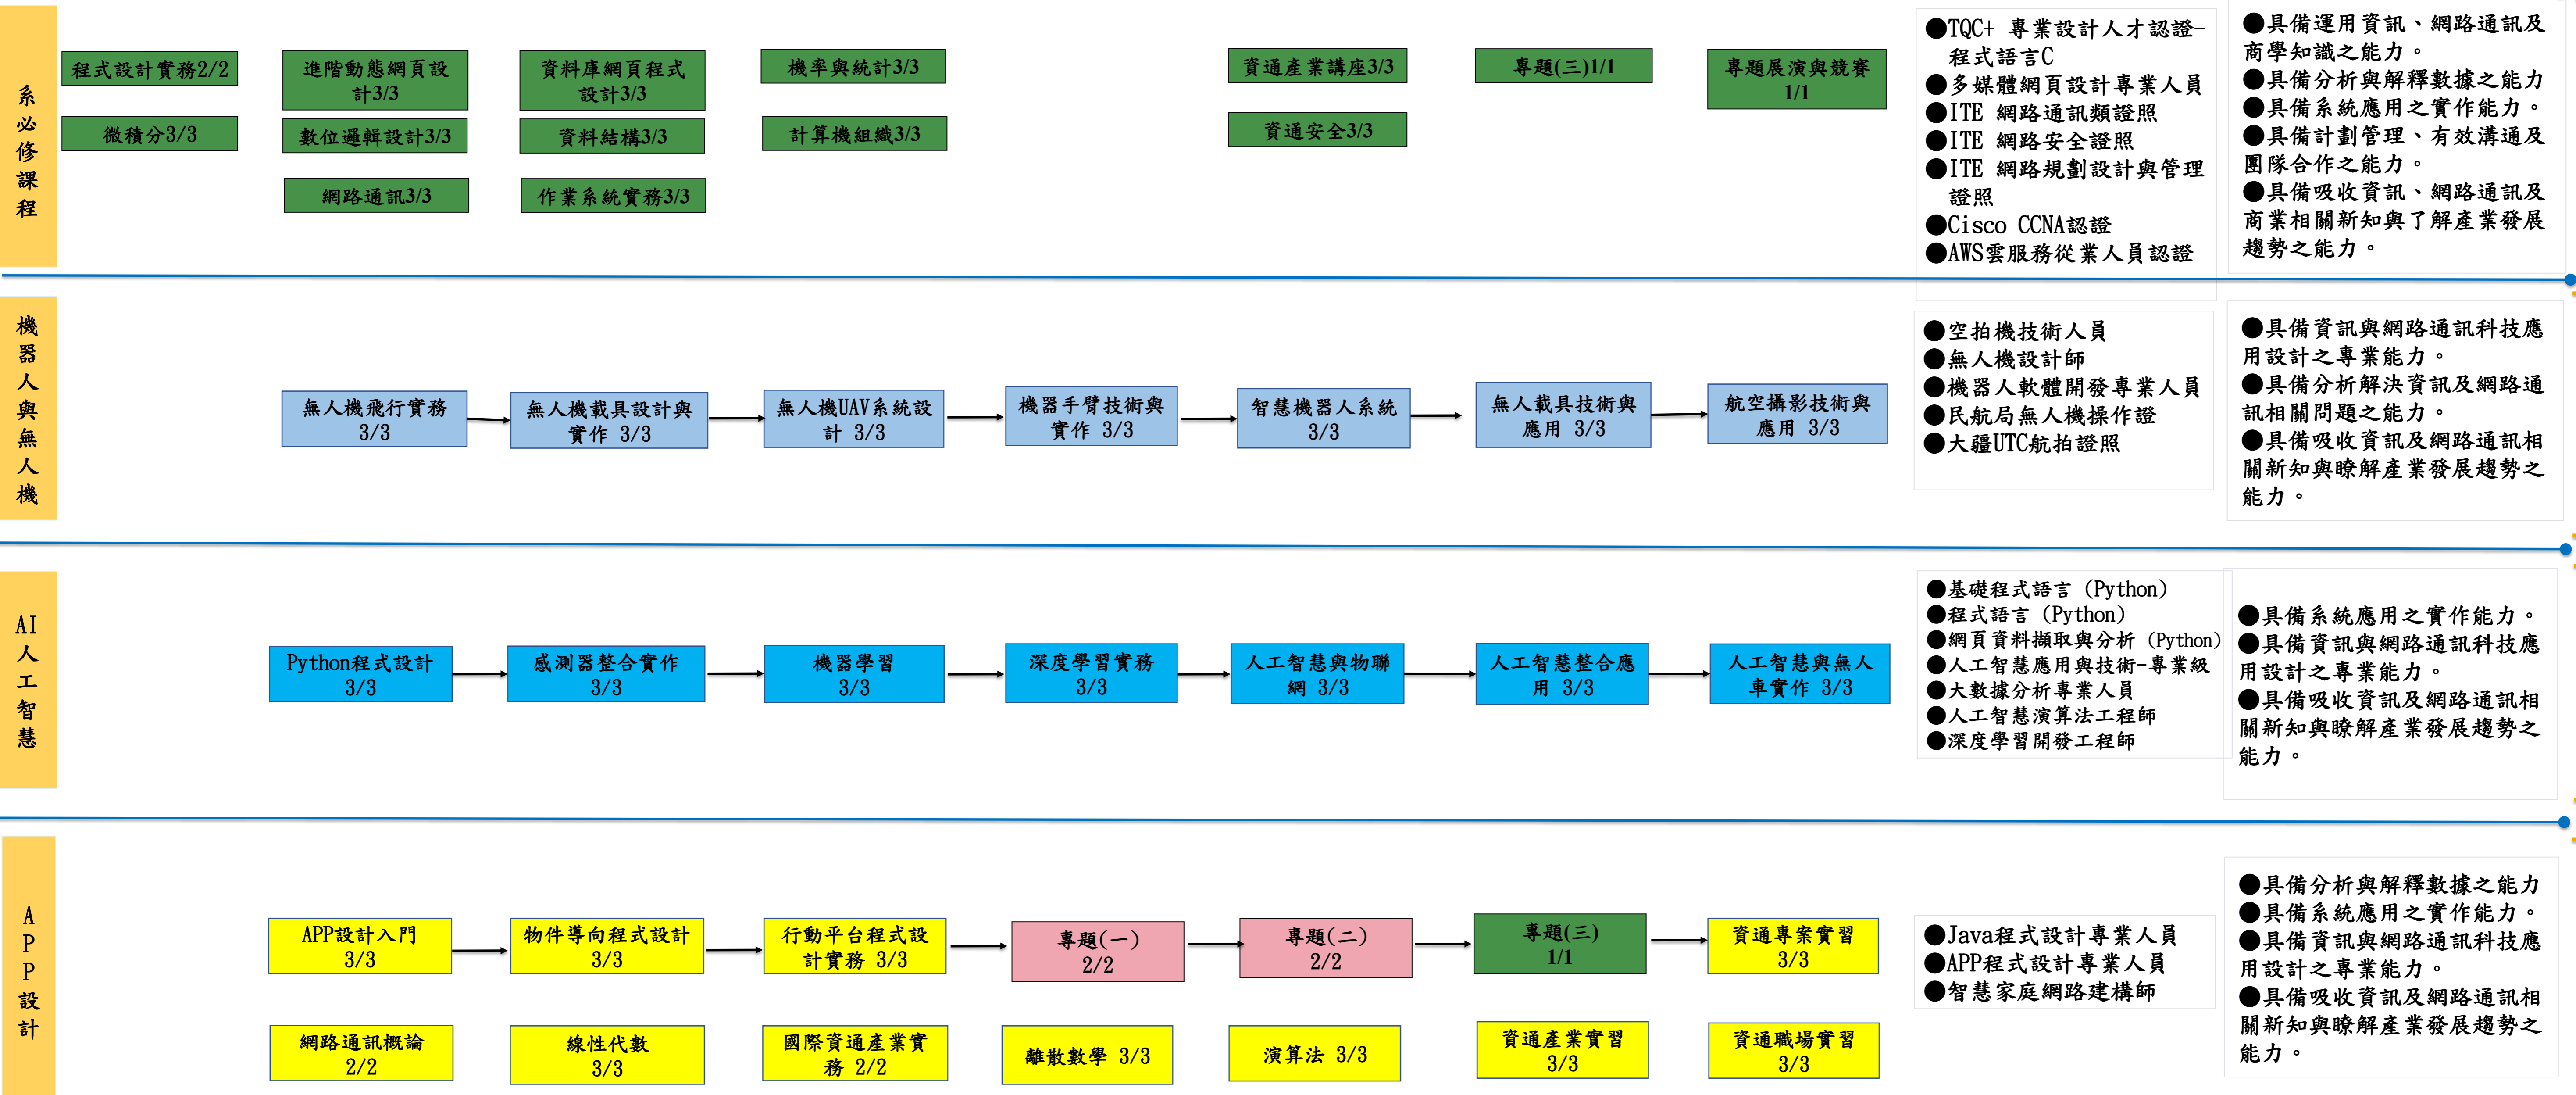 系
必
修
課
程
程式設計實務2/2
微積分3/3
進階動態網頁設
計3/3
數位邏輯設計3/3
網路通訊3/3
資料庫網頁程式
設計3/3
資料結構3/3
作業系統實務3/3
機率與統計3/3
計算機組織3/3
資通產業講座3/3
資通安全3/3
專題(三)1/1
專題展演與競賽
1/1
●TQC+ 專業設計人才認證-
程式語言C
●多媒體網頁設計專業人員
●ITE 網路通訊類證照
●ITE 網路安全證照
●ITE 網路規劃設計與管理
證照
●Cisco CCNA認證
●AWS雲服務從業人員認證
●具備運用資訊、網路通訊及
商學知識之能力。
●具備分析與解釋數據之能力
●具備系統應用之實作能力。
●具備計劃管理、有效溝通及
團隊合作之能力。
●具備吸收資訊、網路通訊及
商業相關新知與了解產業發展
趨勢之能力。
機
器
人
與
無
人
機
無人機飛行實務
3/3
無人機載具設計與
實作 3/3
無人機UAV系統設
計 3/3
機器手臂技術與
實作 3/3
智慧機器人系統
3/3
無人載具技術與
應用 3/3
航空攝影技術與
應用 3/3
●空拍機技術人員
●無人機設計師
●機器人軟體開發專業人員
●民航局無人機操作證
●大疆UTC航拍證照
●具備資訊與網路通訊科技應
用設計之專業能力。
●具備分析解決資訊及網路通
訊相關問題之能力。
●具備吸收資訊及網路通訊相
關新知與瞭解產業發展趨勢之
能力。
AI
人
工
智
慧
Python程式設計
3/3
感測器整合實作
3/3
機器學習
3/3
深度學習實務
3/3
人工智慧與物聯
網 3/3
人工智慧整合應
用 3/3
人工智慧與無人
車實作 3/3
●基礎程式語言 (Python)
●程式語言 (Python)
●網頁資料擷取與分析 (Python)
●人工智慧應用與技術-專業級
●大數據分析專業人員
●人工智慧演算法工程師
●深度學習開發工程師
●具備系統應用之實作能力。
●具備資訊與網路通訊科技應
用設計之專業能力。
●具備吸收資訊及網路通訊相
關新知與瞭解產業發展趨勢之
能力。
A
P
P
設
計
APP設計入門
3/3
物件導向程式設計
3/3
行動平台程式設
計實務 3/3
專題(一)
2/2
專題(二)
2/2
專題(三)
1/1
資通專案實習
3/3
網路通訊概論
2/2
線性代數
3/3
國際資通產業實
務 2/2
離散數學 3/3
演算法 3/3
資通產業實習
3/3
資通職場實習
3/3
●Java程式設計專業人員
●APP程式設計專業人員
●智慧家庭網路建構師
●具備分析與解釋數據之能力
●具備系統應用之實作能力。
●具備資訊與網路通訊科技應
用設計之專業能力。
●具備吸收資訊及網路通訊相
關新知與瞭解產業發展趨勢之
能力。